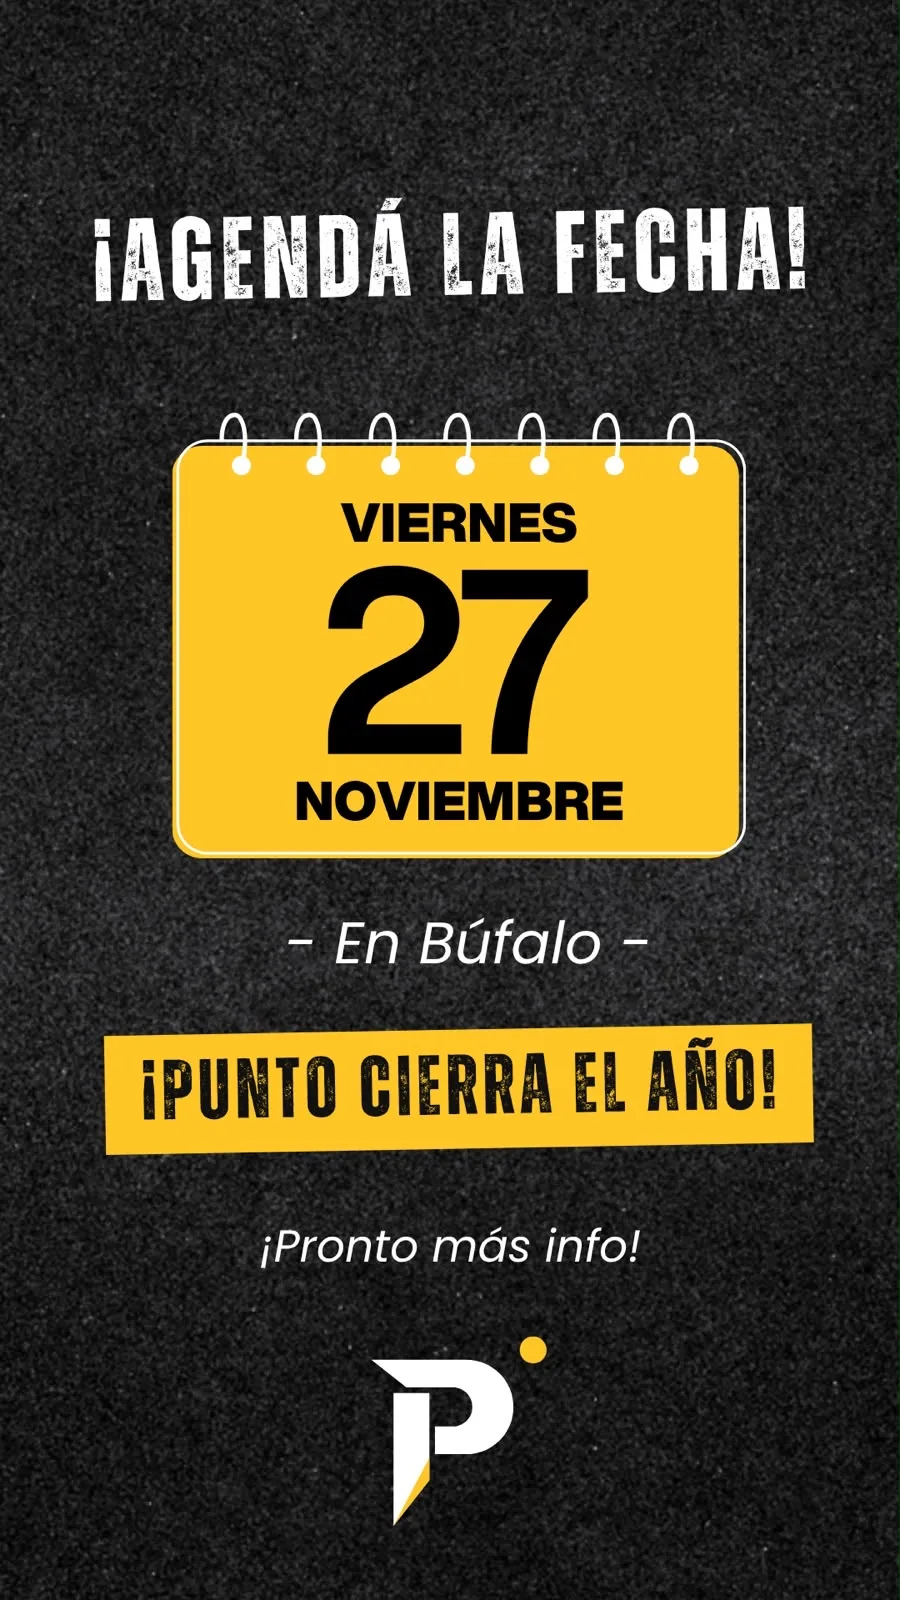 ¡AGENDÁ LA FECHA!
VIERNES
27
NOVIEMBRE
- En Búfalo -
¡PUNTO CIERRA EL AÑO!
¡Pronto más info!
P